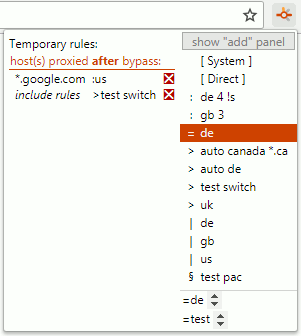 Temporary rules:
host(s) proxied after bypass:
*.google.com :us
include rules >test switch
show "add" panel
[ System ]
[ Direct ]
: de 4 !s
: gb 3
= de
> auto canada *.ca
> auto de
> test switch
> uk
| de
| gb
| us
§ test pac
=de
=test